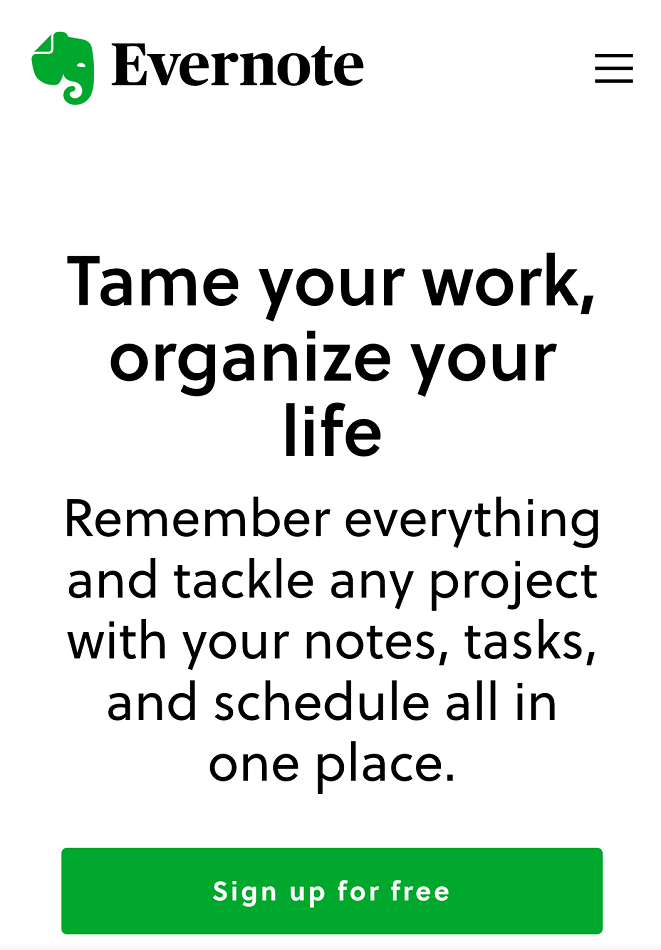 Evernote
Tame your work,
organize your
life
Remember everything
and tackle any project
with your notes, tasks,
and schedule all in
one place.
Sign up for free